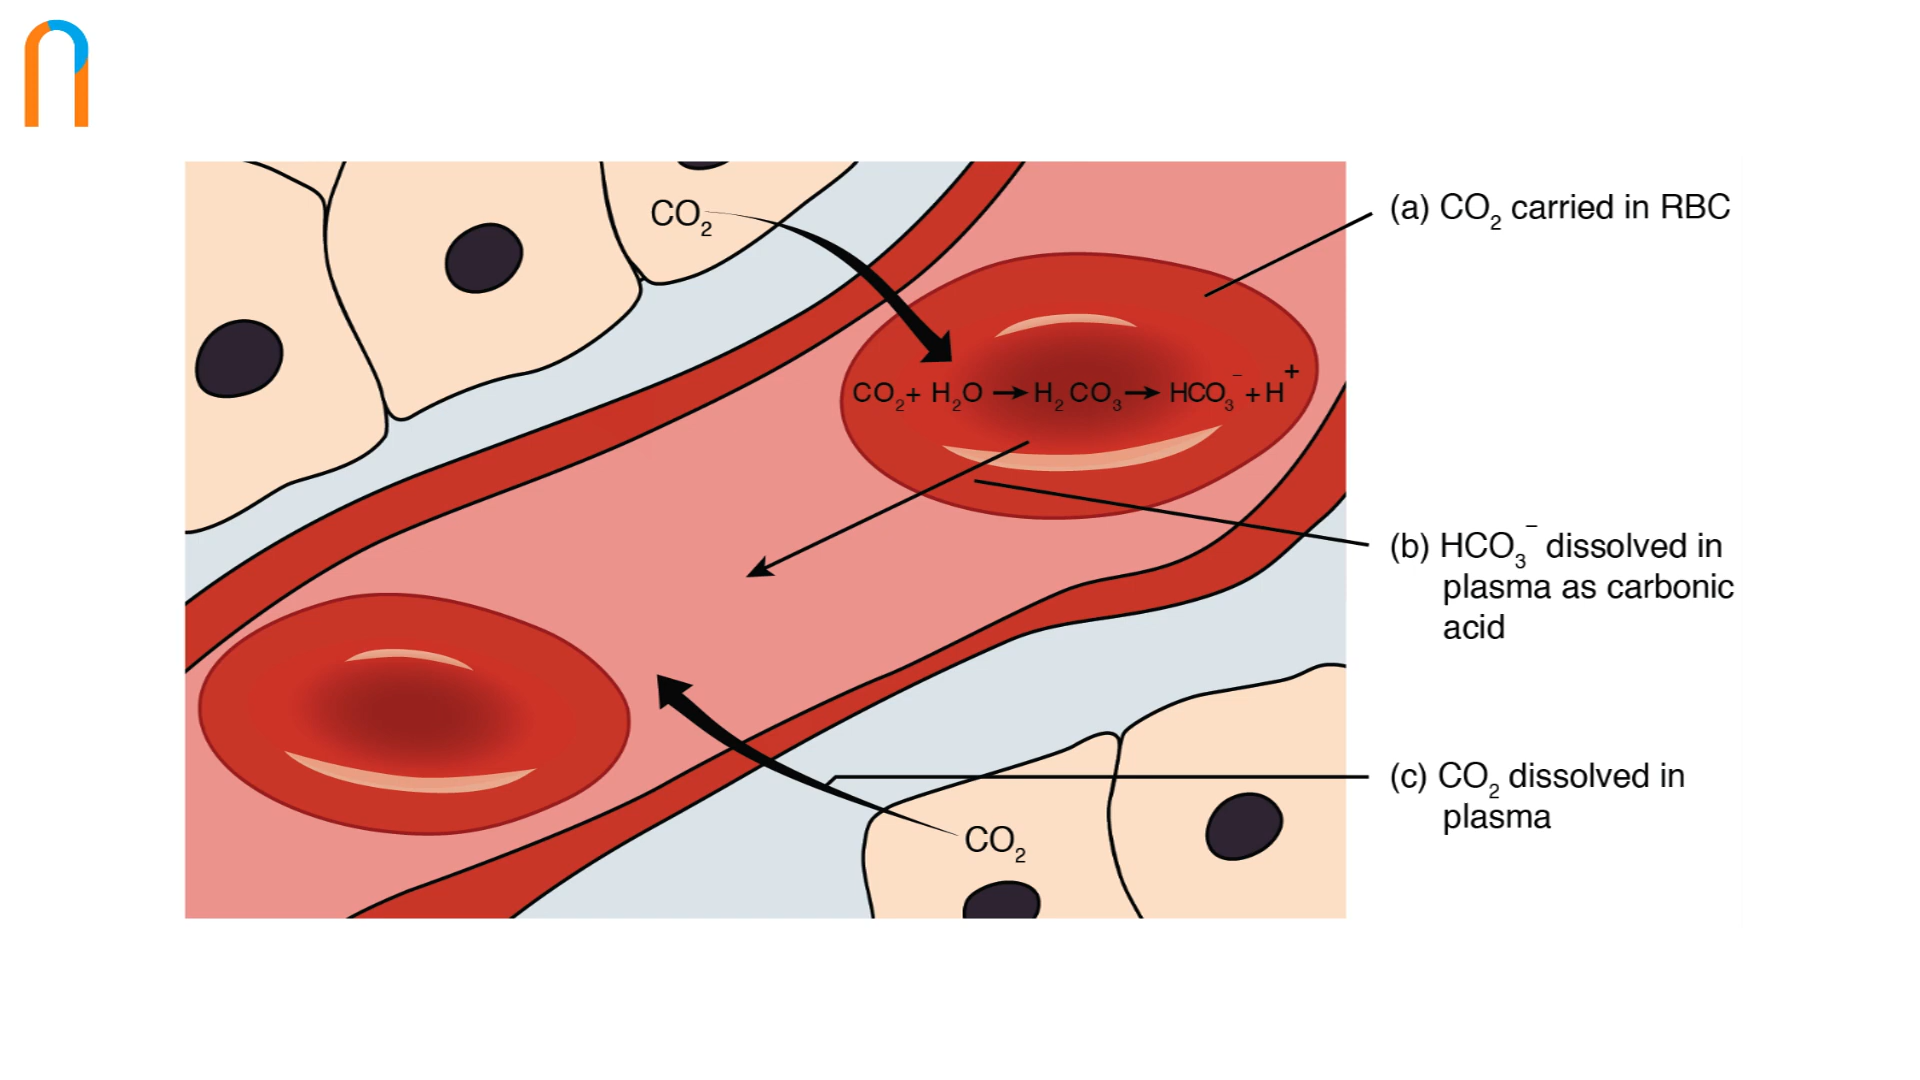 CO₂
(a) CO₂ carried in RBC
CO₂+ H₂O → H₂CO₃ → HCO₃⁻ + H⁺
(b) HCO₃⁻ dissolved in
plasma as carbonic
acid
(c) CO₂ dissolved in
plasma
CO₂